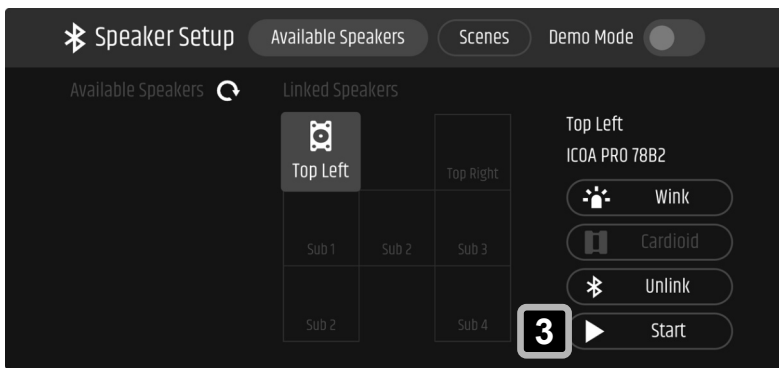 Speaker Setup Available Speakers Scenes Demo Mode
Available Speakers Linked Speakers
Top Left
Top Right
Sub 1 Sub 2 Sub 3
Sub 2 Sub 4
Top Left
ICOA PRO 78B2
Wink
Cardioid
Unlink
3 Start